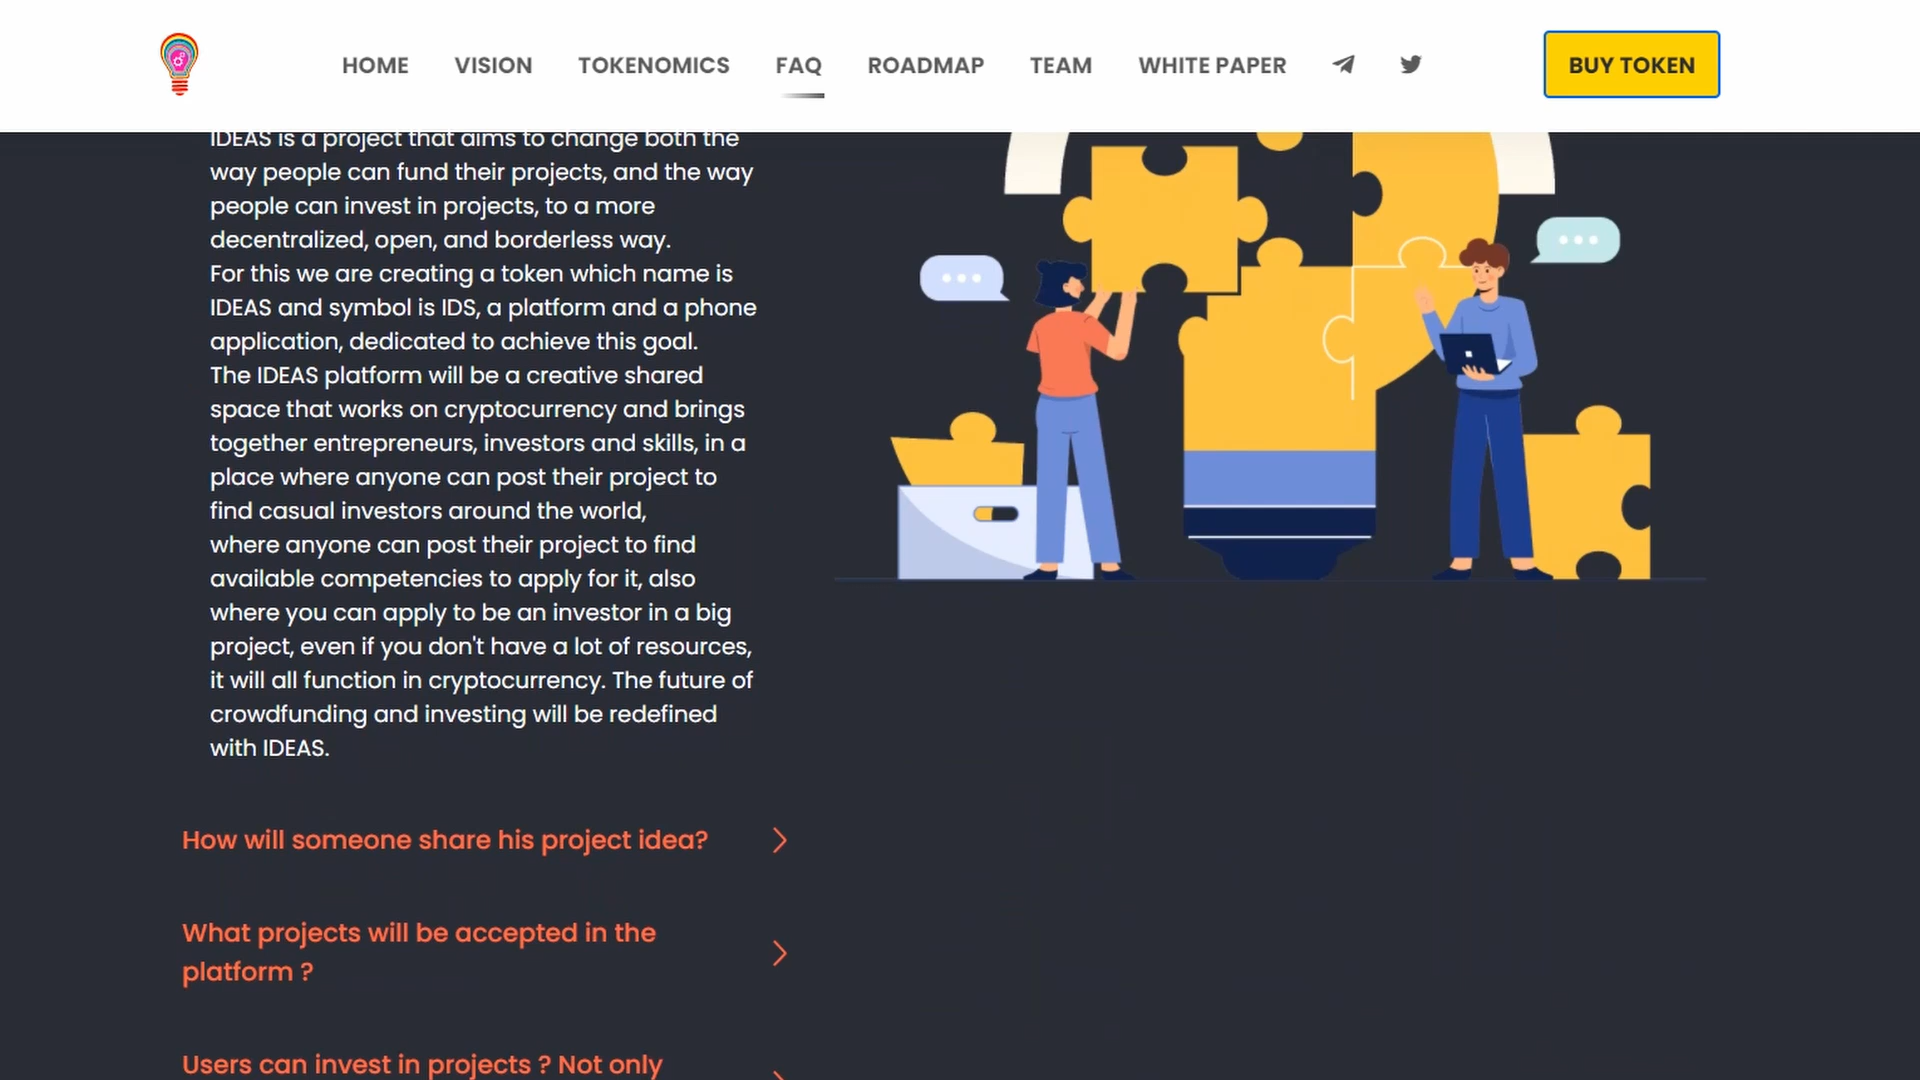 HOME VISION TOKENOMICS FAQ ROADMAP TEAM WHITE PAPER BUY TOKEN
IDEAS is a project that aims to change both the
way people can fund their projects, and the way
people can invest in projects, to a more
decentralized, open, and borderless way.
For this we are creating a token which name is
IDEAS and symbol is IDS, a platform and a phone
application, dedicated to achieve this goal.
The IDEAS platform will be a creative shared
space that works on cryptocurrency and brings
together entrepreneurs, investors and skills, in a
place where anyone can post their project to
find casual investors around the world,
where anyone can post their project to find
available competencies to apply for it, also
where you can apply to be an investor in a big
project, even if you don't have a lot of resources,
it will all function in cryptocurrency. The future of
crowdfunding and investing will be redefined
with IDEAS.
How will someone share his project idea?
What projects will be accepted in the
platform ?
Users can invest in projects ? Not only